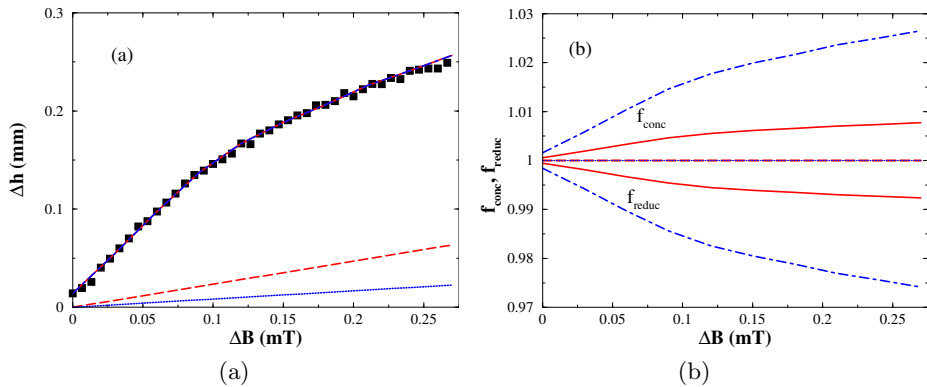 0.3
0.2
0.1
0
Δh (mm)
(a)
0 0.05 0.1 0.15 0.2 0.25
ΔB (mT)
(a)
1.03
1.02
1.01
1
0.99
0.98
0.97
f_conc, f_reduc
(b)
f_conc
f_reduc
0 0.05 0.1 0.15 0.2 0.25
ΔB (mT)
(b)